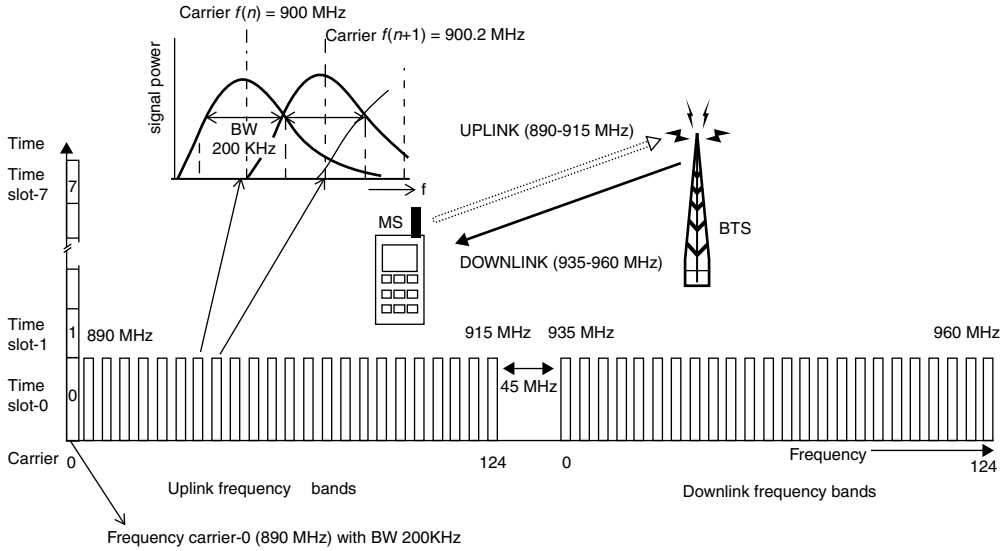 Carrier f(n) = 900 MHz
Carrier f(n+1) = 900.2 MHz
signal power
BW
200 KHz
f
UPLINK (890-915 MHz)
MS
BTS
DOWNLINK (935-960 MHz)
Time
Time
slot-7
7
Time
slot-1
1
890 MHz
915 MHz
935 MHz
960 MHz
45 MHz
Time
slot-0
0
Carrier
0
124
0
Frequency
124
Uplink frequency bands
Downlink frequency bands
Frequency carrier-0 (890 MHz) with BW 200KHz